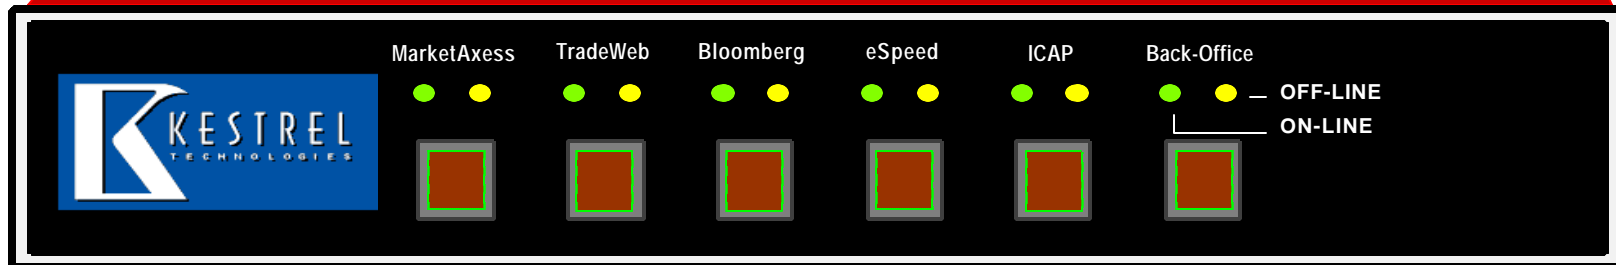 MarketAxess TradeWeb Bloomberg eSpeed ICAP Back-Office
OFF-LINE
ON-LINE
KESTREL
TECHNOLOGIES